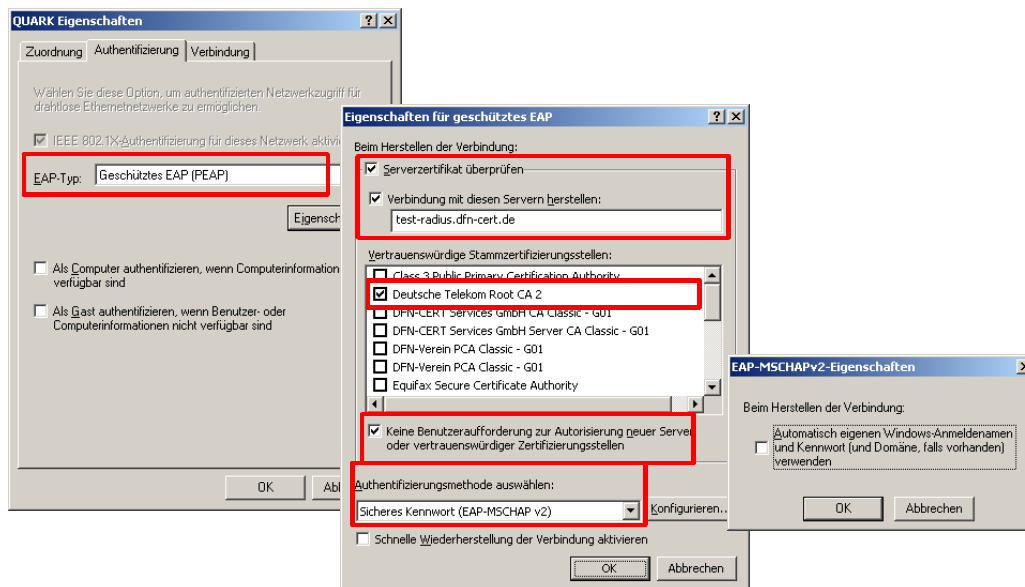 QUARK Eigenschaften
Zuordnung
Authentifizierung
Verbindung
Wählen Sie diese Option, um authentifizierten Netzwerkzugriff für
drahtlose Ethernetnetzwerke zu ermöglichen.
IEEE 802.1X-Authentifizierung für dieses Netzwerk aktivi
EAP-Typ:
Geschütztes EAP (PEAP)
Eigensch
Als Computer authentifizieren, wenn Computerinformation
verfügbar sind
Als Gast authentifizieren, wenn Benutzer- oder
Computerinformationen nicht verfügbar sind
OK
Abl
Eigenschaften für geschütztes EAP
Beim Herstellen der Verbindung:
Serverzertifikat überprüfen
Verbindung mit diesen Servern herstellen:
test-radius.dfn-cert.de
Vertrauenswürdige Stammzertifizierungsstellen:
Class 3 Public Primary Certification Authority
Deutsche Telekom Root CA 2
DFN-CERT Services GmbH CA Classic - G01
DFN-CERT Services GmbH Server CA Classic - G01
DFN-Verein PCA Classic - G01
DFN-Verein PCA Classic - G01
Equifax Secure Certificate Authority
Keine Benutzeraufforderung zur Autorisierung neuer Server
oder vertrauenswürdiger Zertifizierungsstellen
Authentifizierungsmethode auswählen:
Sicheres Kennwort (EAP-MSCHAP v2)
Konfigurieren...
Schnelle Wiederherstellung der Verbindung aktivieren
OK
Abbrechen
EAP-MSCHAPv2-Eigenschaften
Beim Herstellen der Verbindung:
Automatisch eigenen Windows-Anmeldenamen
und Kennwort (und Domäne, falls vorhanden)
verwenden
OK
Abbrechen